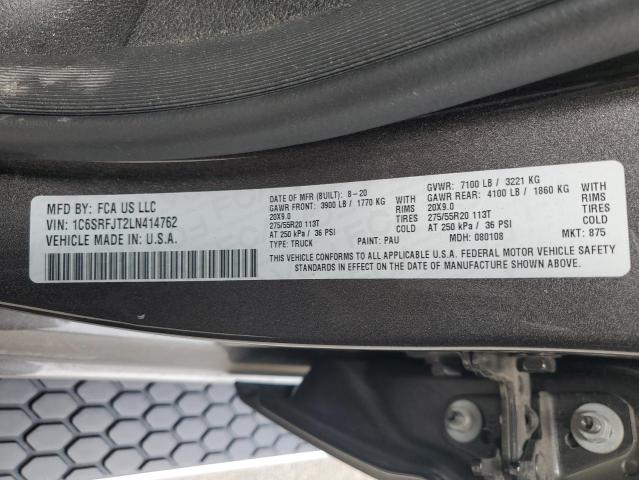 MFD BY: FCA US LLC
VIN: 1C6SRFJT2LN414762
VEHICLE MADE IN: U.S.A.
DATE OF MFR (BUILT): 8-20
GAWR FRONT: 3900 LB / 1770 KG
20X9.0
275/55R20 113T
AT 250 kPa / 36 PSI
TYPE: TRUCK
WITH
RIMS
TIRES
COLD
PAINT: PAU
GVWR: 7100 LB / 3221 KG
GAWR REAR: 4100 LB / 1860 KG
20X9.0
275/55R20 113T
AT 250 kPa / 36 PSI
MDH: 080108
WITH
RIMS
TIRES
COLD
MKT: 875
THIS VEHICLE CONFORMS TO ALL APPLICABLE U.S.A. FEDERAL MOTOR VEHICLE SAFETY
STANDARDS IN EFFECT ON THE DATE OF MANUFACTURE SHOWN ABOVE.